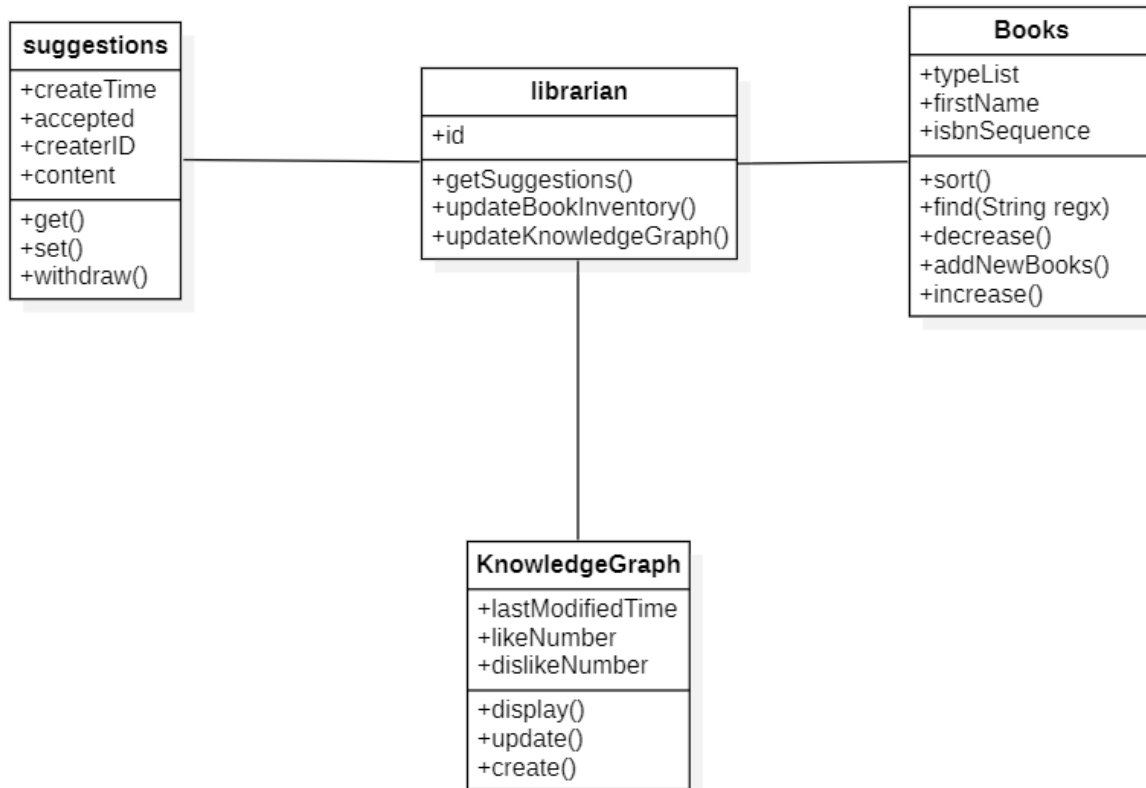 suggestions
+createTime
+accepted
+createrID
+content
+get()
+set()
+withdraw()
librarian
+id
+getSuggestions()
+updateBookInventory()
+updateKnowledgeGraph()
Books
+typeList
+firstName
+isbnSequence
+sort()
+find(String regx)
+decrease()
+addNewBooks()
+increase()
KnowledgeGraph
+lastModifiedTime
+likeNumber
+dislikeNumber
+display()
+update()
+create()